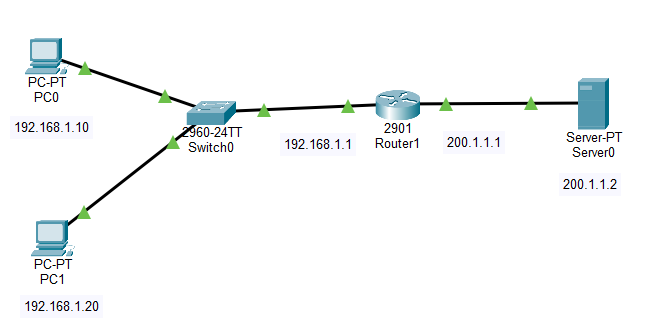 PC-PT
PC0
192.168.1.10
2960-24TT
Switch0
192.168.1.1
2901
Router1
200.1.1.1
Server-PT
Server0
200.1.1.2
PC-PT
PC1
192.168.1.20